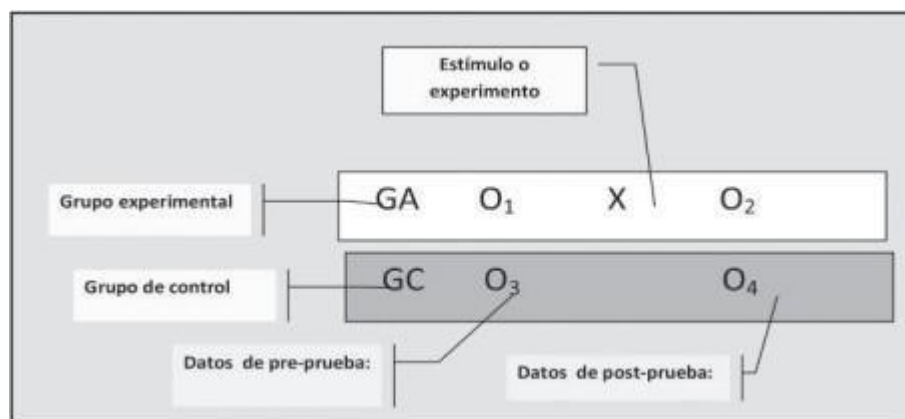 Estímulo o
experimento
Grupo experimental
GA O₁ X O₂
Grupo de control
GC O₃ O₄
Datos de pre-prueba:
Datos de post-prueba: